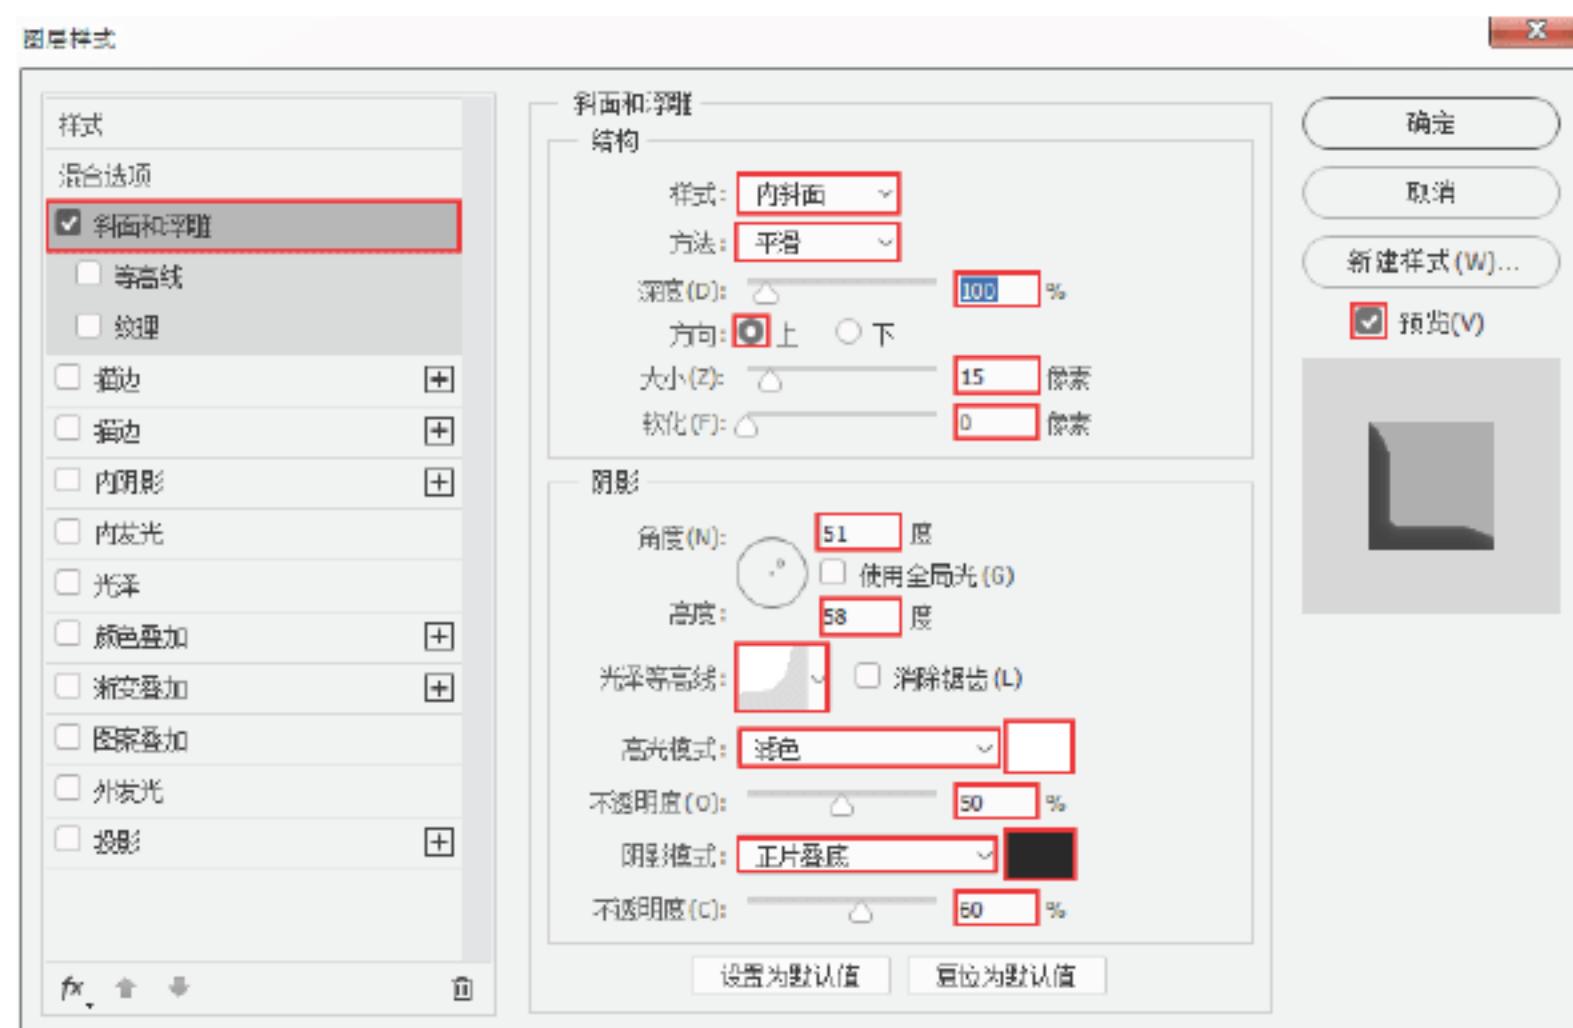 图层样式
样式
混合选项
斜面和浮雕
等高线
纹理
描边
描边
内阴影
内发光
光泽
颜色叠加
渐变叠加
图案叠加
外发光
投影
fx
斜面和浮雕
结构
样式： 内斜面
方法： 平滑
深度(D): 100 %
方向: 上 下
大小(Z): 15 像素
软化(F): 0 像素
阴影
角度(N): 51 度
使用全局光(G)
高度： 58 度
光泽等高线： 消除锯齿(L)
高光模式： 滤色
不透明度(O): 50 %
阴影模式： 正片叠底
不透明度(C): 60 %
设置为默认值 复位为默认值
确定
取消
新建样式(W)...
预览(V)